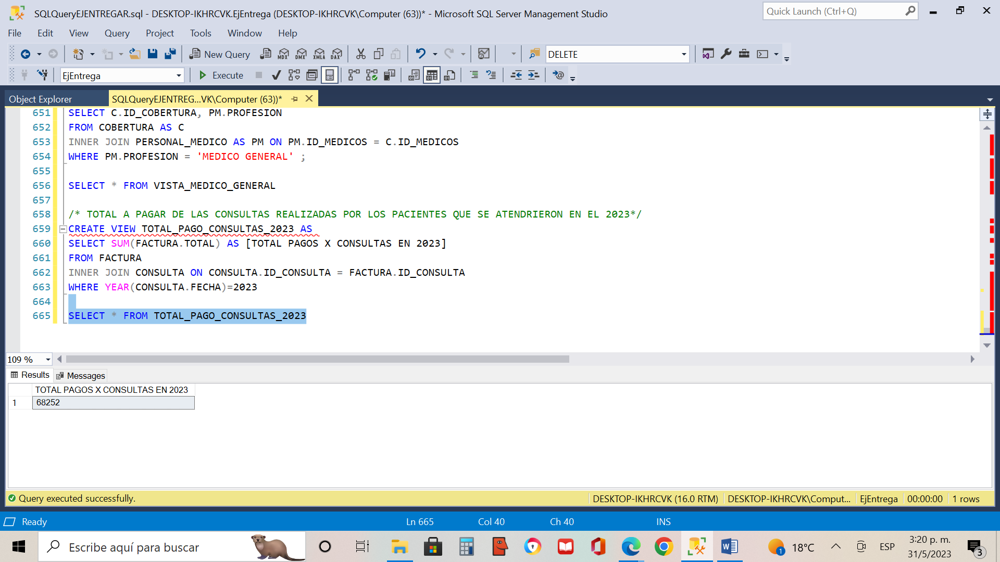 SQLQueryEJENTREGAR.sql - DESKTOP-IKHRCVK.EjEntrega (DESKTOP-IKHRCVK\Computer (63))* - Microsoft SQL Server Management Studio
Quick Launch (Ctrl+Q)
File Edit View Query Project Tools Window Help
New Query MDX DMX XMLA DAX DELETE
EjEntrega Execute
Object Explorer SQLQueryEJENTREG...VK\Computer (63))*
651 SELECT C.ID_COBERTURA, PM.PROFESION
652 FROM COBERTURA AS C
653 INNER JOIN PERSONAL_MEDICO AS PM ON PM.ID_MEDICOS = C.ID_MEDICOS
654 WHERE PM.PROFESION = 'MEDICO GENERAL' ;
655
656 SELECT * FROM VISTA_MEDICO_GENERAL
657
658 /* TOTAL A PAGAR DE LAS CONSULTAS REALIZADAS POR LOS PACIENTES QUE SE ATENDRIERON EN EL 2023*/
659 CREATE VIEW TOTAL_PAGO_CONSULTAS_2023 AS
660 SELECT SUM(FACTURA.TOTAL) AS [TOTAL PAGOS X CONSULTAS EN 2023]
661 FROM FACTURA
662 INNER JOIN CONSULTA ON CONSULTA.ID_CONSULTA = FACTURA.ID_CONSULTA
663 WHERE YEAR(CONSULTA.FECHA)=2023
664
665 SELECT * FROM TOTAL_PAGO_CONSULTAS_2023
109 %
Results Messages
TOTAL PAGOS X CONSULTAS EN 2023
1 68252
Query executed successfully. DESKTOP-IKHRCVK (16.0 RTM) DESKTOP-IKHRCVK\Comput... EjEntrega 00:00:00 1 rows
Ready Ln 665 Col 40 Ch 40 INS
Escribe aquí para buscar
1 18°C ESP
3:20 p. m.
31/5/2023
3